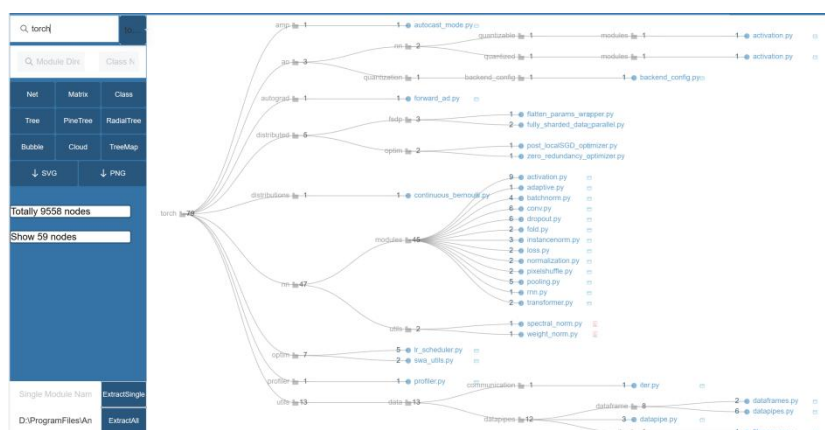 torch
to..
Module Dir
Class N
Net Matrix Class
Tree PineTree RadialTree
Bubble Cloud TreeMap
↓ SVG ↓ PNG
Totally 9558 nodes
Show 59 nodes
Single Module Nam ExtractSingle
D:\ProgramFiles\An ExtractAll
torch 79
amp 1
1 autocast_mode.py
ao 3
nn 2
quantizable 1
modules 1
1 activation.py
quantized 1
modules 1
1 activation.py
quantization 1
backend_config 1
1 backend_config.py
autograd 1
1 forward_ad.py
distributed 5
fsdp 3
1 flatten_params_wrapper.py
2 fully_sharded_data_parallel.py
optim 2
1 post_localSGD_optimizer.py
1 zero_redundancy_optimizer.py
distributions 1
1 continuous_bernoulli.py
nn 47
modules 45
9 activation.py
1 adaptive.py
4 batchnorm.py
6 conv.py
6 dropout.py
2 fold.py
3 instancenorm.py
2 loss.py
2 normalization.py
2 pixelshuffle.py
5 pooling.py
1 rnn.py
2 transformer.py
utils 2
1 spectral_norm.py
1 weight_norm.py
optim 7
5 lr_scheduler.py
2 swa_utils.py
profiler 1
1 profiler.py
utils 13
data 13
communication 1
1 iter.py
datapipes 12
dataframe 8
2 dataframes.py
6 datapipes.py
3 datapipe.py